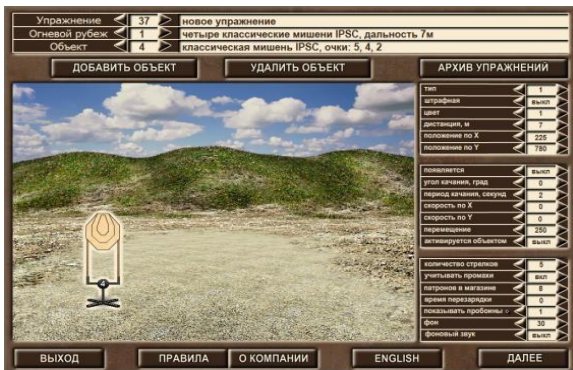 Упражнение 37 новое упражнение
Огневой рубеж 1 четыре классические мишени IPSC, дальность 7м
Объект 4 классическая мишень IPSC, очки: 5, 4, 2
ДОБАВИТЬ ОБЪЕКТ УДАЛИТЬ ОБЪЕКТ АРХИВ УПРАЖНЕНИЙ
тип 1
штрафная выкл
цвет 1
дистанция, м 7
положение по X 225
положение по Y 780
появляется выкл
угол качания, град 0
период качания, секунд 2
скорость по X 0
скорость по Y 0
перемещение 250
активируется объектом выкл
4
количество стрелков 5
учитывать промахи вкл
патронов в магазине 8
время перезарядки 0
показывать пробоины 1
фон 30
фоновый звук выкл
ВЫХОД ПРАВИЛА О КОМПАНИИ ENGLISH ДАЛЕЕ